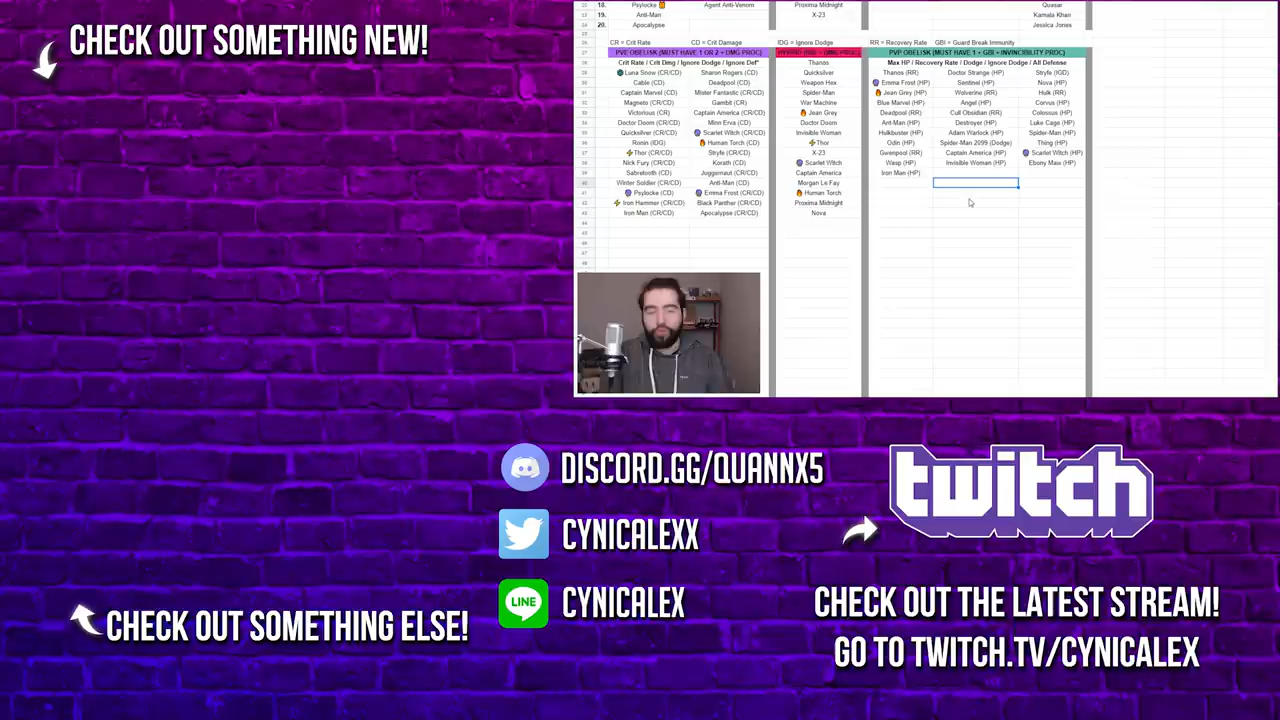 CHECK OUT SOMETHING NEW!
18. Psylocke Agent Anti-Venom Proxima Midnight Quasar
19. Anti-Man X-23 Kamala Khan
20. Apocalypse Jessica Jones
CR = Crit Rate CD = Crit Damage IDG = Ignore Dodge RR = Recovery Rate GBI = Guard Break Immunity
PVE OBELISK (MUST HAVE 1 OR 2 + DMG PROC) PVP OBELISK (MUST HAVE 1 + GBI + INVINCIBILITY PROC)
Crit Rate / Crit Dmg / Ignore Dodge / Ignore Def* Thanos Max HP / Recovery Rate / Dodge / Ignore Dodge / All Defense
Luna Snow (CR/CD) Sharon Rogers (CD) Quicksilver Thanos (RR) Doctor Strange (HP) Stryfe (IGD)
Cable (CD) Deadpool (CD) Weapon Hex Emma Frost (HP) Sentinel (HP) Nova (HP)
Captain Marvel (CD) Mister Fantastic (CR/CD) Spider-Man Jean Grey (HP) Wolverine (RR) Hulk (RR)
Magneto (CR/CD) Gambit (CR) War Machine Blue Marvel (HP) Angel (HP) Corvus (HP)
Victorious (CR) Captain America (CR/CD) Jean Grey Deadpool (RR) Cull Obsidian (RR) Colossus (HP)
Doctor Doom (CR/CD) Minn Erva (CD) Doctor Doom Ant-Man (HP) Destroyer (HP) Luke Cage (HP)
Quicksilver (CR/CD) Scarlet Witch (CR/CD) Invisible Woman Hulkbuster (HP) Adam Warlock (HP) Spider-Man (HP)
Ronin (IDG) Human Torch (CD) Thor Odin (HP) Spider-Man 2099 (Dodge) Thing (HP)
Thor (CR/CD) Stryfe (CR/CD) X-23 Gwenpool (RR) Captain America (HP) Scarlet Witch (HP)
Nick Fury (CR/CD) Korath (CD) Scarlet Witch Wasp (HP) Invisible Woman (HP) Ebony Maw (HP)
Sabretooth (CD) Juggernaut (CR/CD) Captain America Iron Man (HP)
Winter Soldier (CR/CD) Anti-Man (CD) Morgan Le Fay
Psylocke (CD) Emma Frost (CR/CD) Human Torch
Iron Hammer (CR/CD) Black Panther (CR/CD) Proxima Midnight
Iron Man (CR/CD) Apocalypse (CR/CD) Nova
DISCORD.GG/QUANNX5
CYNICALEXX
LINE
CYNICALEX
twitch
CHECK OUT SOMETHING ELSE!
CHECK OUT THE LATEST STREAM!
GO TO TWITCH.TV/CYNICALEX